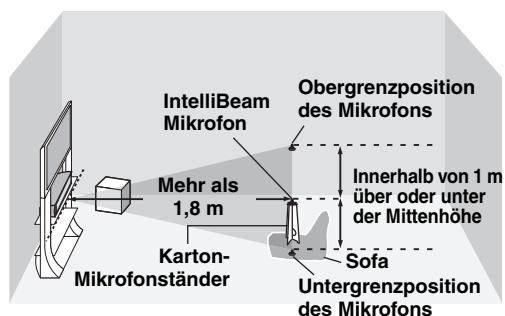 Obergrenzposition
des Mikrofons
IntelliBeam
Mikrofon
Mehr als
1,8 m
Innerhalb von 1 m
über oder unter
der Mittenhöhe
Karton-
Mikrofonständer
Sofa
Untergrenzposition
des Mikrofons